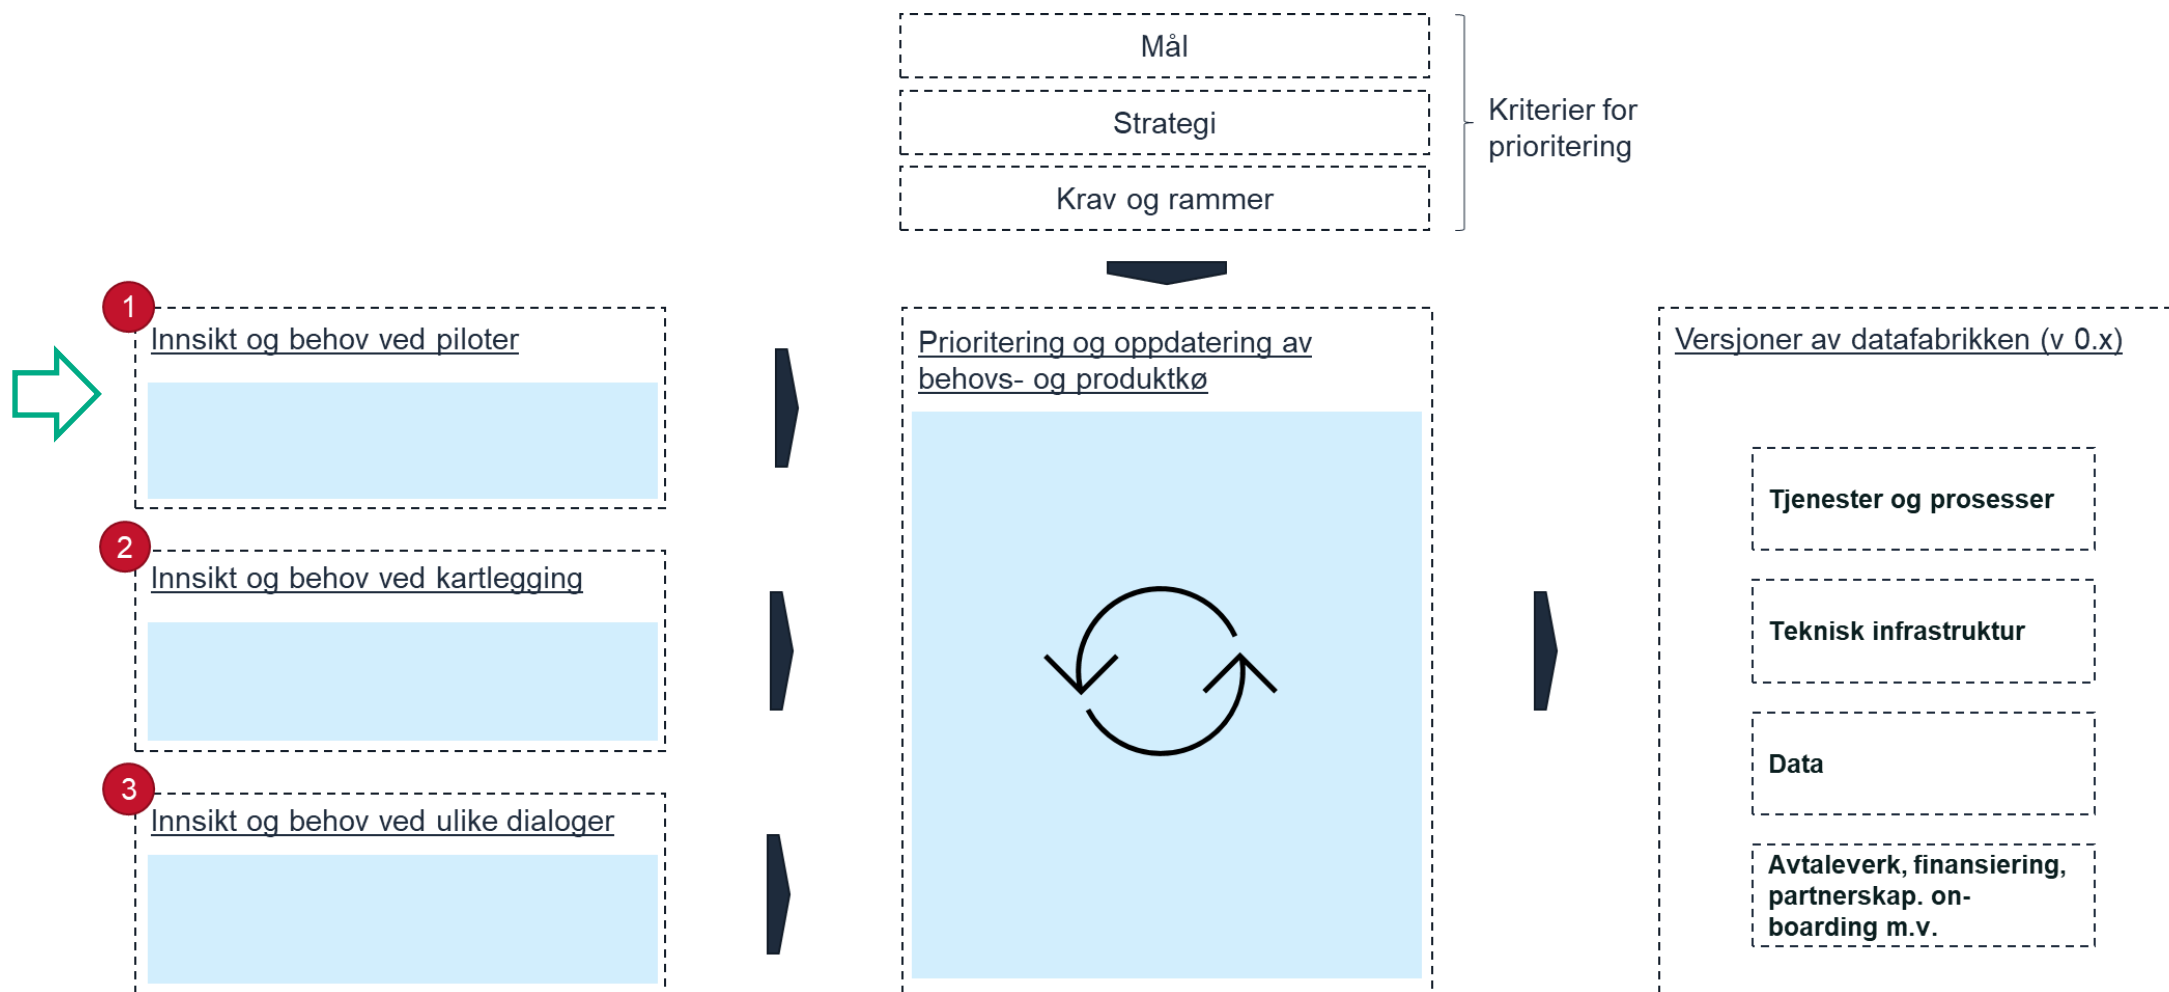 Mål
Strategi
Krav og rammer
Kriterier for
prioritering
1
Innsikt og behov ved piloter
2
Innsikt og behov ved kartlegging
3
Innsikt og behov ved ulike dialoger
Prioritering og oppdatering av
behovs- og produktkø
Versjoner av datafabrikken (v 0.x)
Tjenester og prosesser
Teknisk infrastruktur
Data
Avtaleverk, finansiering,
partnerskap. on-
boarding m.v.